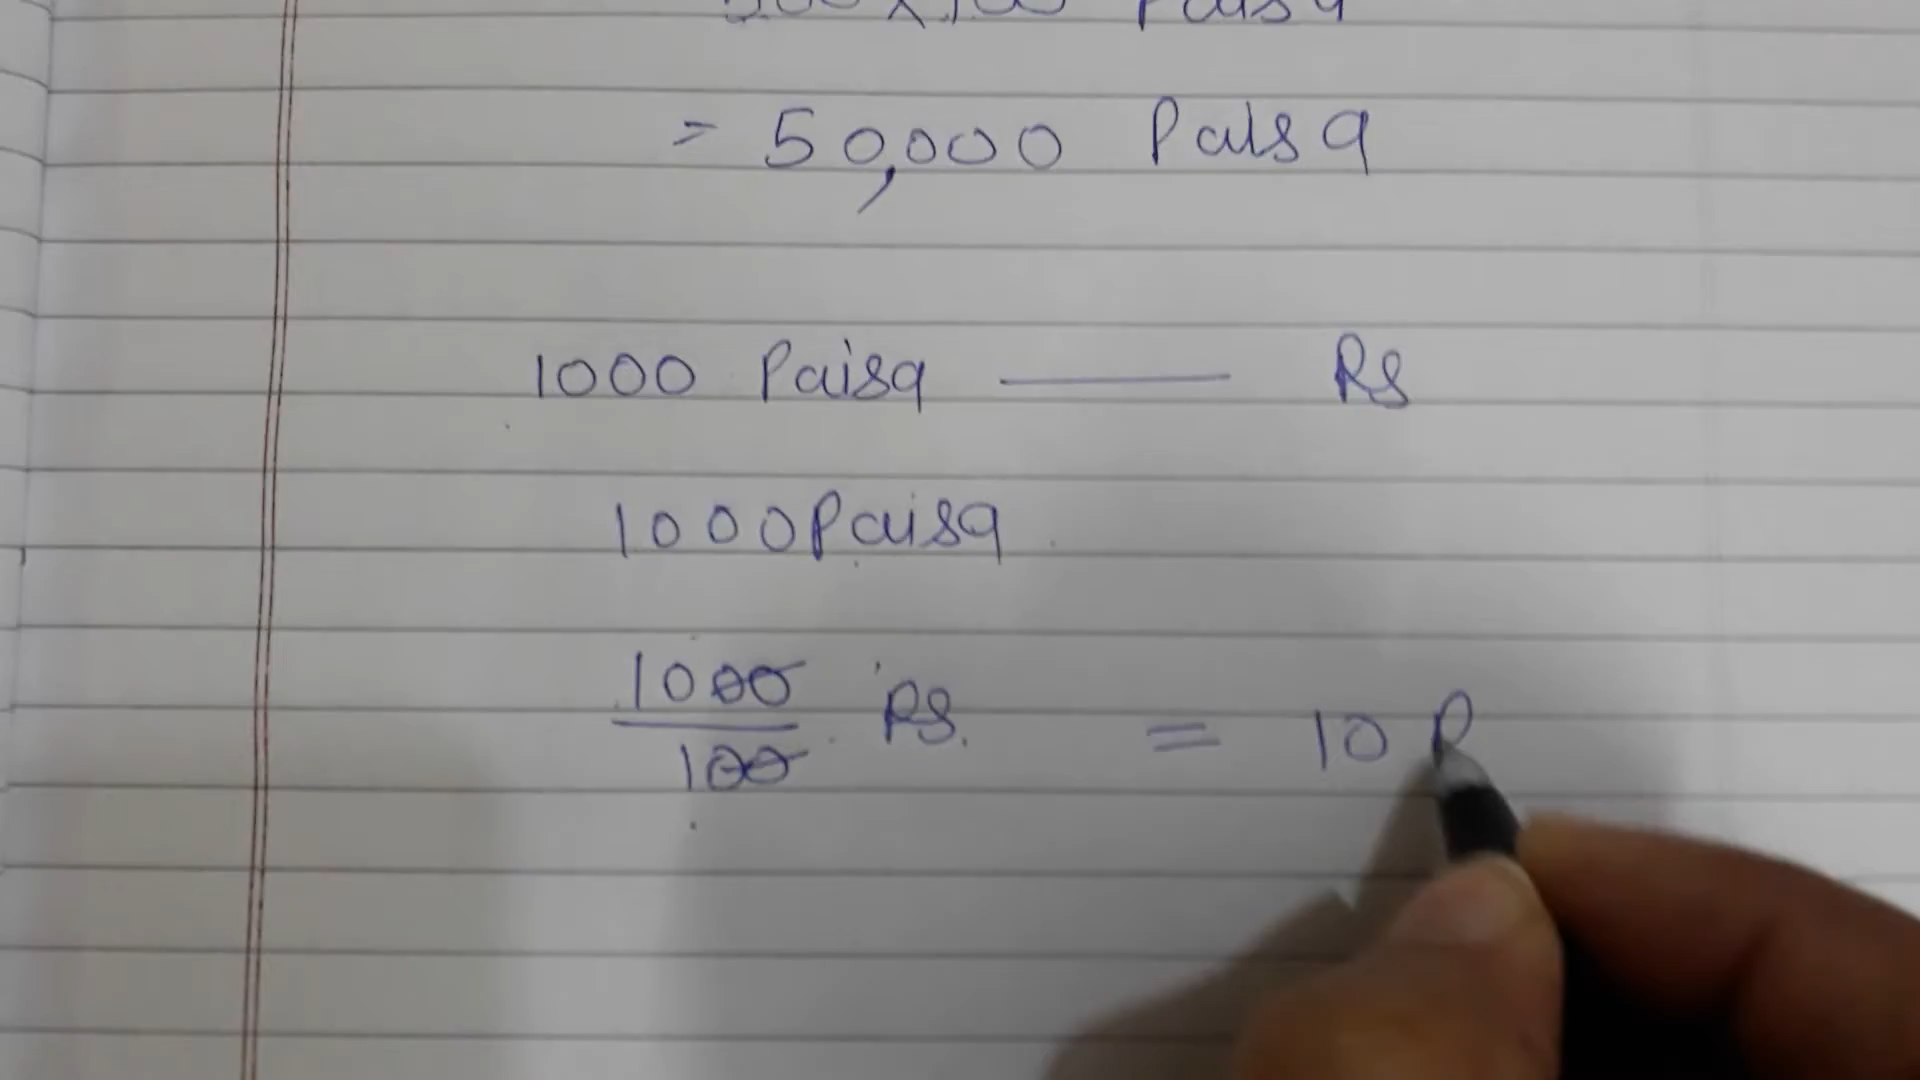 = 50,000 Paisa
1000 Paisa —— Rs
1000 Paisa
1000
100 Rs. = 10 R